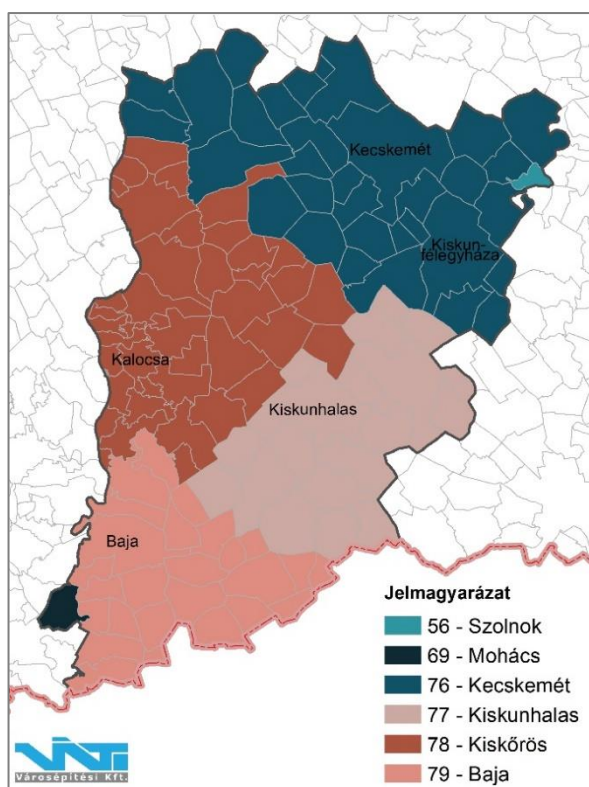 Kecskemét
Kiskun-
félegyháza
Kalocsa
Kiskunhalas
Baja
Jelmagyarázat
56 - Szolnok
69 - Mohács
76 - Kecskemét
77 - Kiskunhalas
78 - Kiskőrös
79 - Baja
VÁTI
Városépítési Kft.